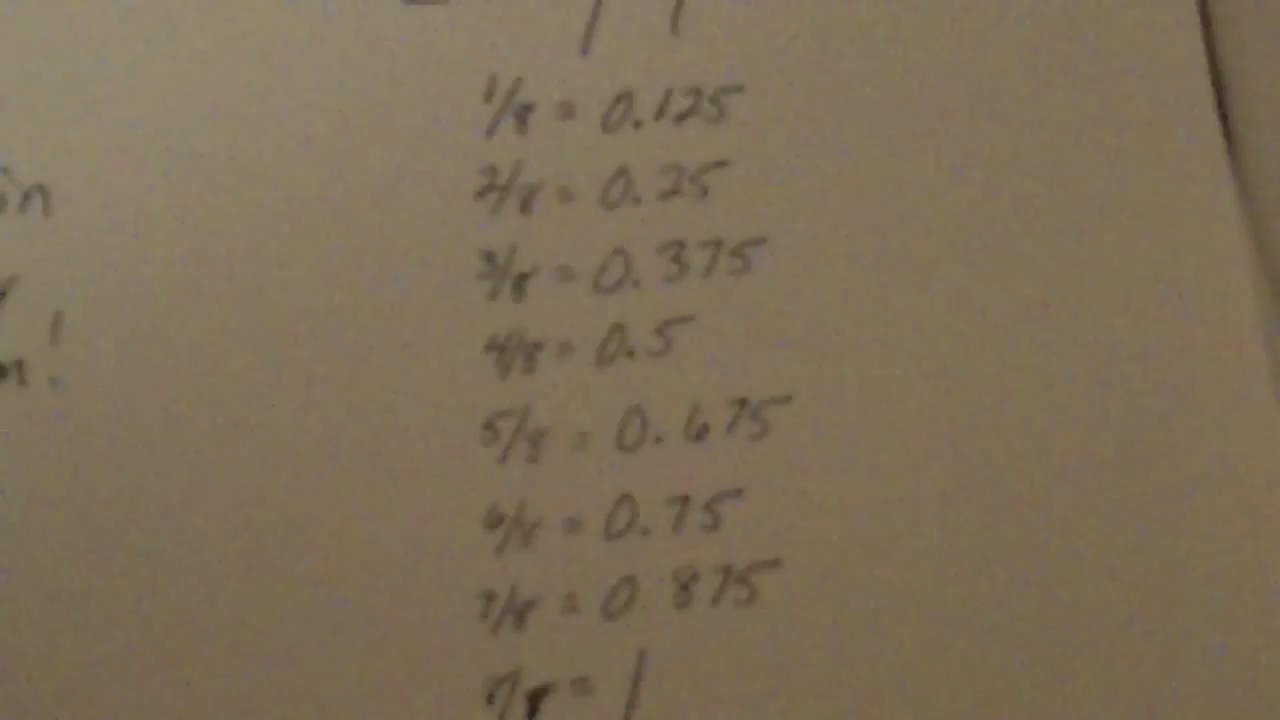 1/8 = 0.125
2/8 = 0.25
3/8 = 0.375
4/8 = 0.5
5/8 = 0.675
6/8 = 0.75
7/8 = 0 875
= 1